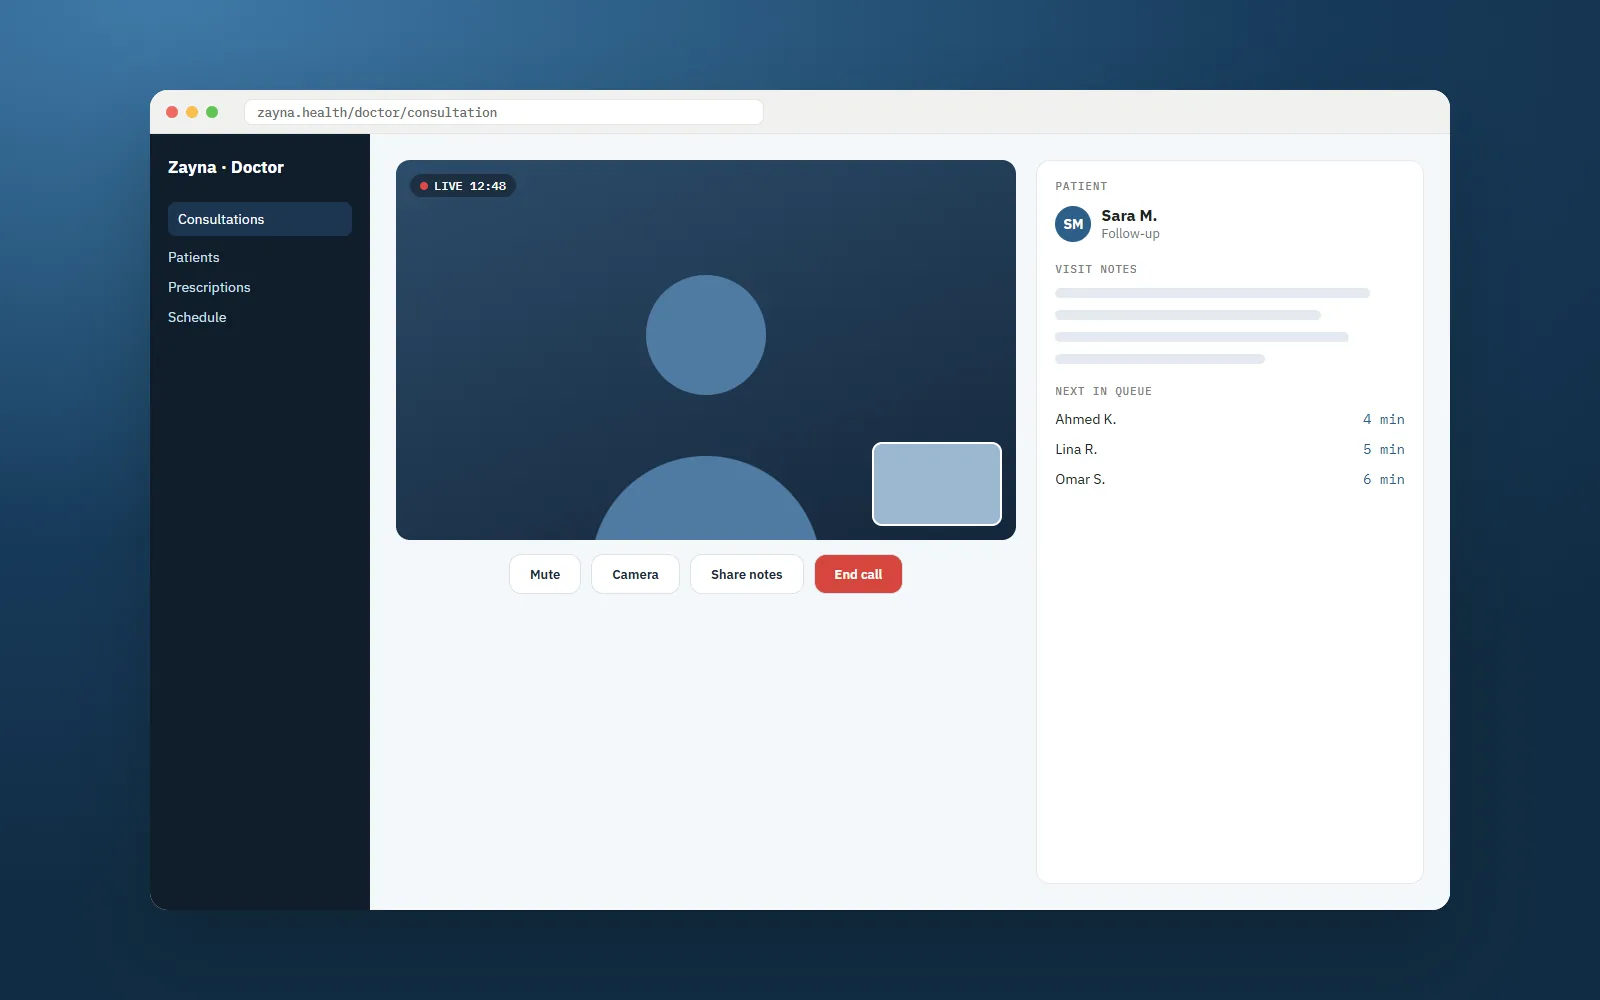 zayna.health/doctor/consultation
Zayna · Doctor
Consultations
Patients
Prescriptions
Schedule
LIVE 12:48
Mute
Camera
Share notes
End call
PATIENT
SM
Sara M.
Follow-up
VISIT NOTES
NEXT IN QUEUE
Ahmed K. 4 min
Lina R. 5 min
Omar S. 6 min